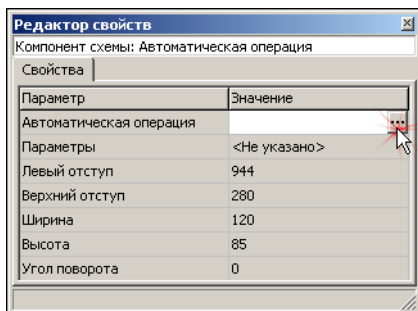 Редактор свойств
Компонент схемы: Автоматическая операция
Свойства
Параметр Значение
Автоматическая операция ...
Параметры <Не указано>
Левый отступ 944
Верхний отступ 280
Ширина 120
Высота 85
Угол поворота 0